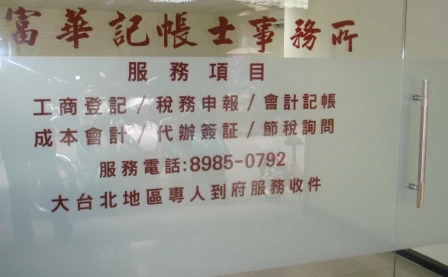 富華記帳士事務所
服務項目
工商登記/稅務申報/會計記帳
成本會計/代辦簽証/節稅詢問
服務電話:8985-0792
大台北地區專人到府服務收件